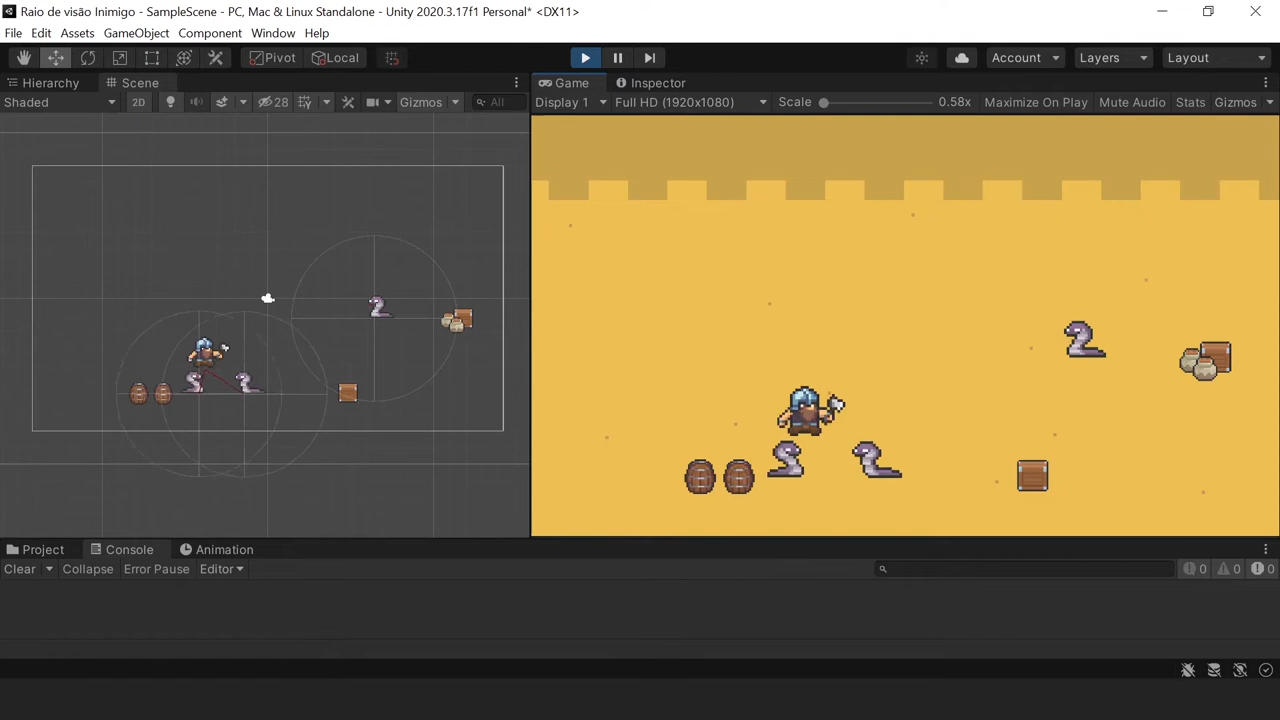 Raio de visão Inimigo - SampleScene - PC, Mac & Linux Standalone - Unity 2020.3.17f1 Personal* <DX11>
File Edit Assets GameObject Component Window Help
Pivot Local Account Layers Layout
Hierarchy Scene Game Inspector
Shaded 2D 28 Gizmos All Display 1 Full HD (1920x1080) Scale 0.58x Maximize On Play Mute Audio Stats Gizmos
Project Console Animation
Clear Collapse Error Pause Editor 0 0 0